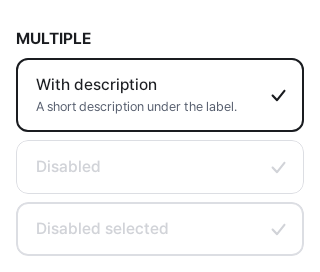 MULTIPLE
With description
A short description under the label.
Disabled
Disabled selected